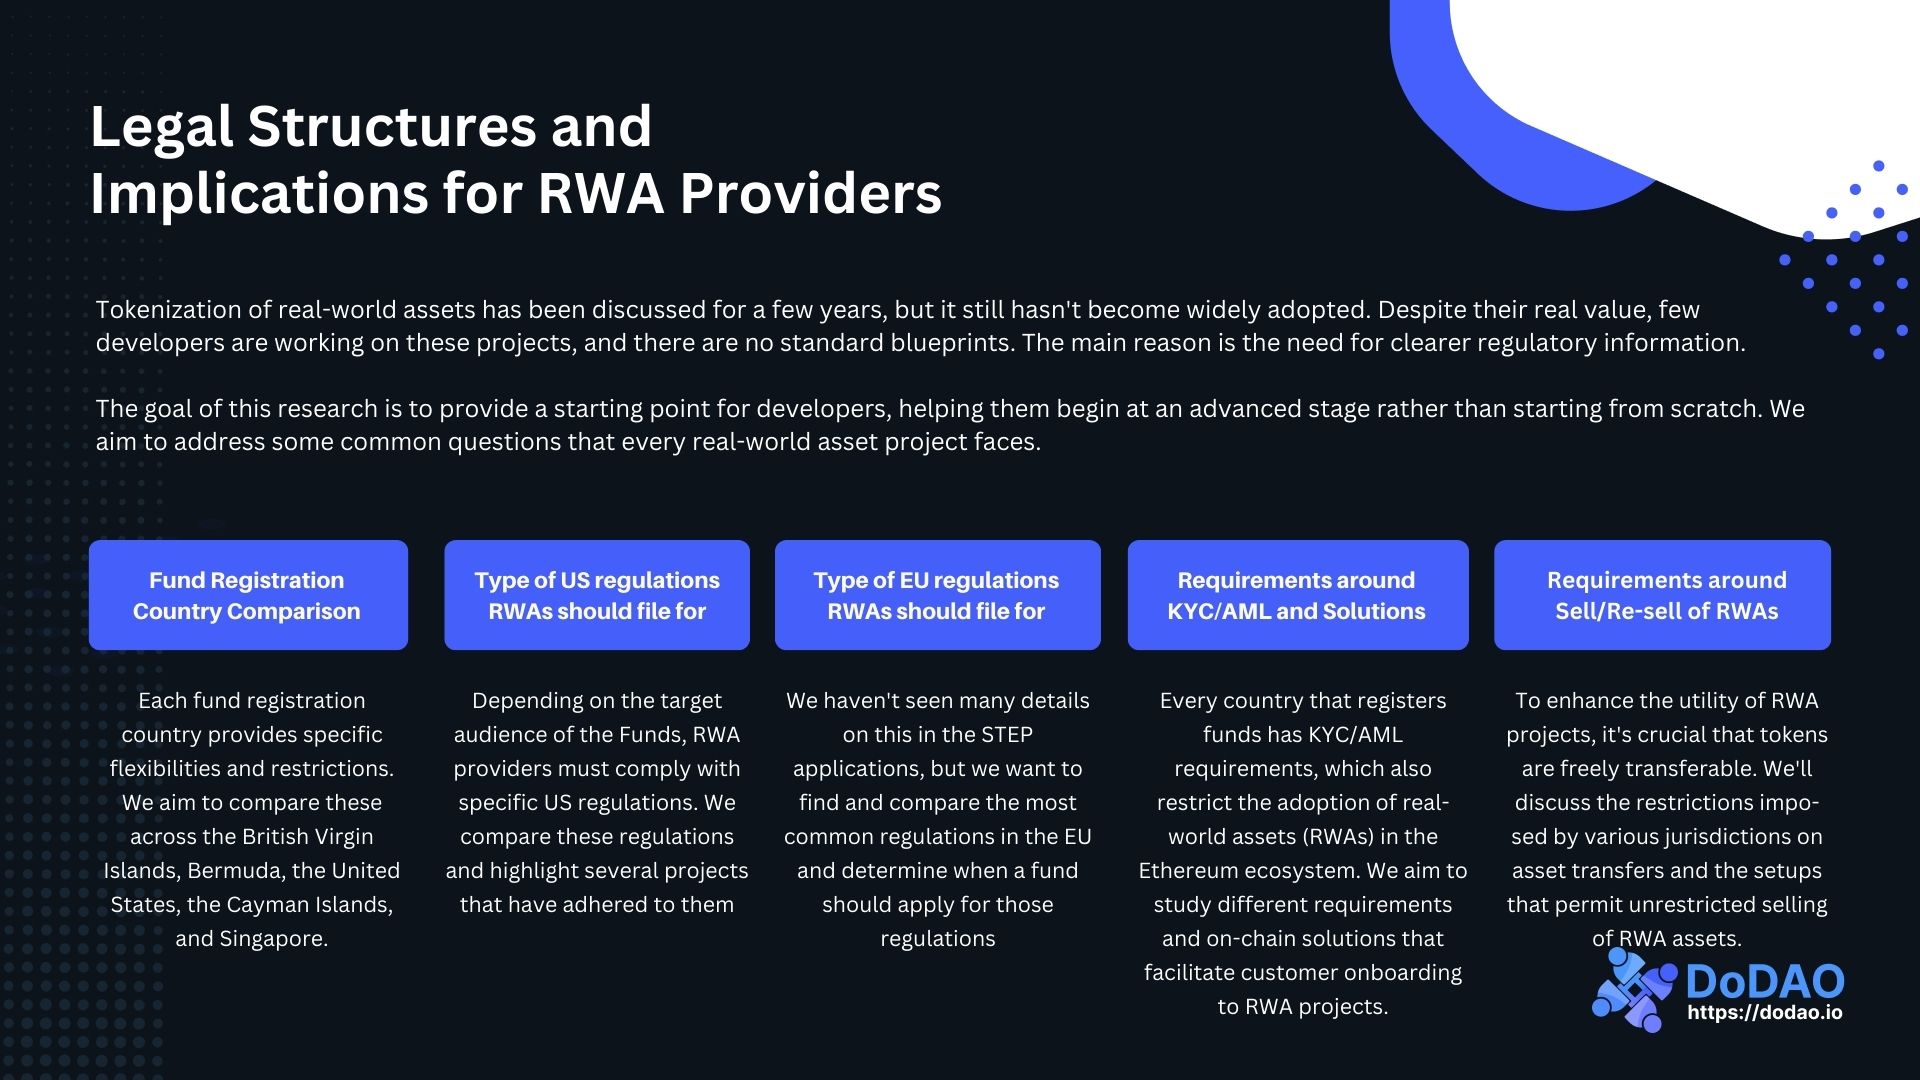 Legal Structures and
Implications for RWA Providers
Tokenization of real-world assets has been discussed for a few years, but it still hasn't become widely adopted. Despite their real value, few
developers are working on these projects, and there are no standard blueprints. The main reason is the need for clearer regulatory information.
The goal of this research is to provide a starting point for developers, helping them begin at an advanced stage rather than starting from scratch. We
aim to address some common questions that every real-world asset project faces.
Fund Registration
Country Comparison
Each fund registration
country provides specific
flexibilities and restrictions.
We aim to compare these
across the British Virgin
Islands, Bermuda, the United
States, the Cayman Islands,
and Singapore.
Type of US regulations
RWAs should file for
Depending on the target
audience of the Funds, RWA
providers must comply with
specific US regulations. We
compare these regulations
and highlight several projects
that have adhered to them
Type of EU regulations
RWAs should file for
We haven't seen many details
on this in the STEP
applications, but we want to
find and compare the most
common regulations in the EU
and determine when a fund
should apply for those
regulations
Requirements around
KYC/AML and Solutions
Every country that registers
funds has KYC/AML
requirements, which also
restrict the adoption of real-
world assets (RWAs) in the
Ethereum ecosystem. We aim to
study different requirements
and on-chain solutions that
facilitate customer onboarding
to RWA projects.
Requirements around
Sell/Re-sell of RWAs
To enhance the utility of RWA
projects, it's crucial that tokens
are freely transferable. We'll
discuss the restrictions impo-
sed by various jurisdictions on
asset transfers and the setups
that permit unrestricted selling
of RWA assets.
DoDAO
https://dodao.io